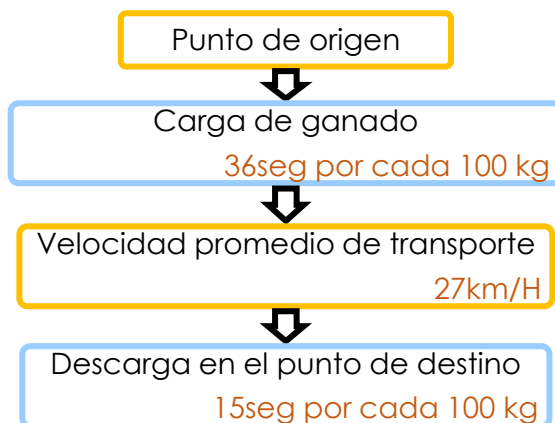 Punto de origen
Carga de ganado
36seg por cada 100 kg
Velocidad promedio de transporte
27km/H
Descarga en el punto de destino
15seg por cada 100 kg